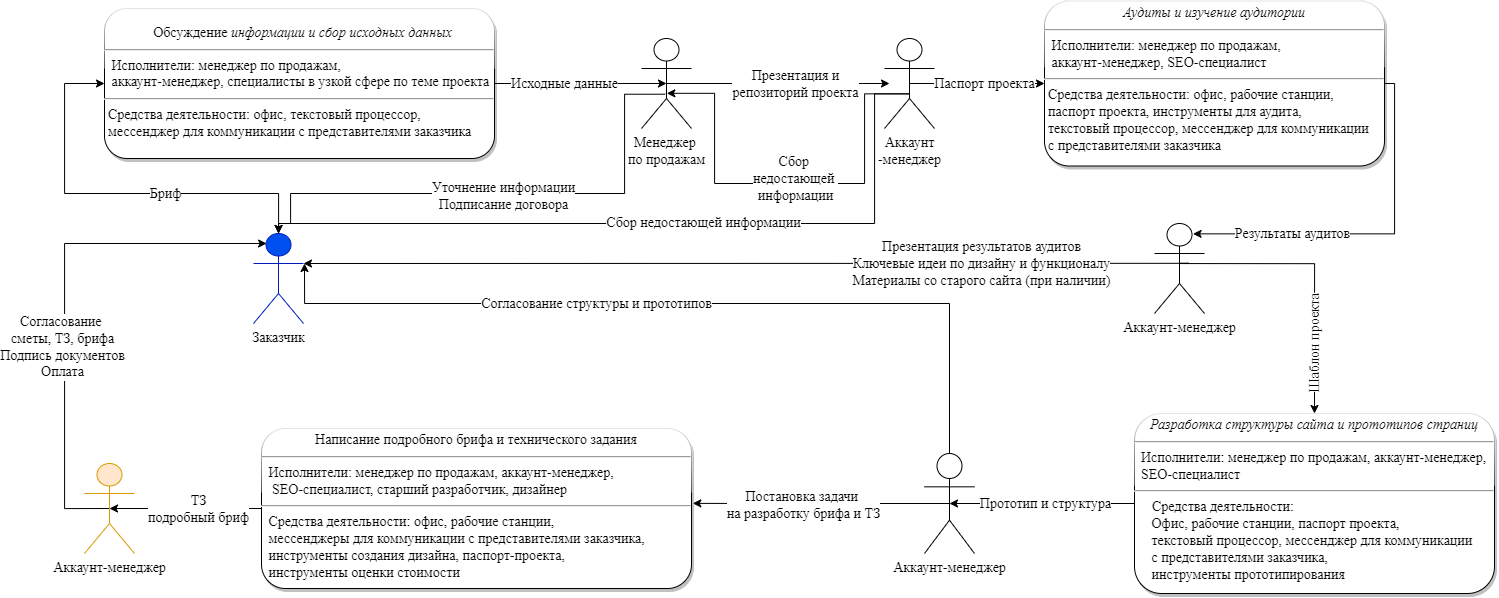 Обсуждение информации и сбор исходных данных
Исполнители: менеджер по продажам,
аккаунт-менеджер, специалисты в узкой сфере по теме проекта
Средства деятельности: офис, текстовый процессор,
мессенджер для коммуникации с представителями заказчика
Исходные данные
Менеджер
по продажам
Презентация и
репозиторий проекта
Аккаунт
-менеджер
Паспорт проекта
Аудиты и изучение аудитории
Исполнители: менеджер по продажам,
аккаунт-менеджер, SEO-специалист
Средства деятельности: офис, рабочие станции,
паспорт проекта, инструменты для аудита,
текстовый процессор, мессенджер для коммуникации
с представителями заказчика
Сбор
недостающей
информации
Бриф
Уточнение информации
Подписание договора
Сбор недостающей информации
Результаты аудитов
Презентация результатов аудитов
Ключевые идеи по дизайну и функционалу
Материалы со старого сайта (при наличии)
Аккаунт-менеджер
Согласование структуры и прототипов
Заказчик
Шаблон проекта
Согласование
сметы, ТЗ, брифа
Подпись документов
Оплата
Разработка структуры сайта и прототипов страниц
Исполнители: менеджер по продажам, аккаунт-менеджер,
SEO-специалист
Средства деятельности:
Офис, рабочие станции, паспорт проекта,
текстовый процессор, мессенджер для коммуникации
с представителями заказчика,
инструменты прототипирования
Прототип и структура
Аккаунт-менеджер
Постановка задачи
на разработку брифа и ТЗ
Написание подробного брифа и технического задания
Исполнители: менеджер по продажам, аккаунт-менеджер,
SEO-специалист, старший разработчик, дизайнер
Средства деятельности: офис, рабочие станции,
мессенджеры для коммуникации с представителями заказчика,
инструменты создания дизайна, паспорт-проекта,
инструменты оценки стоимости
ТЗ
подробный бриф
Аккаунт-менеджер